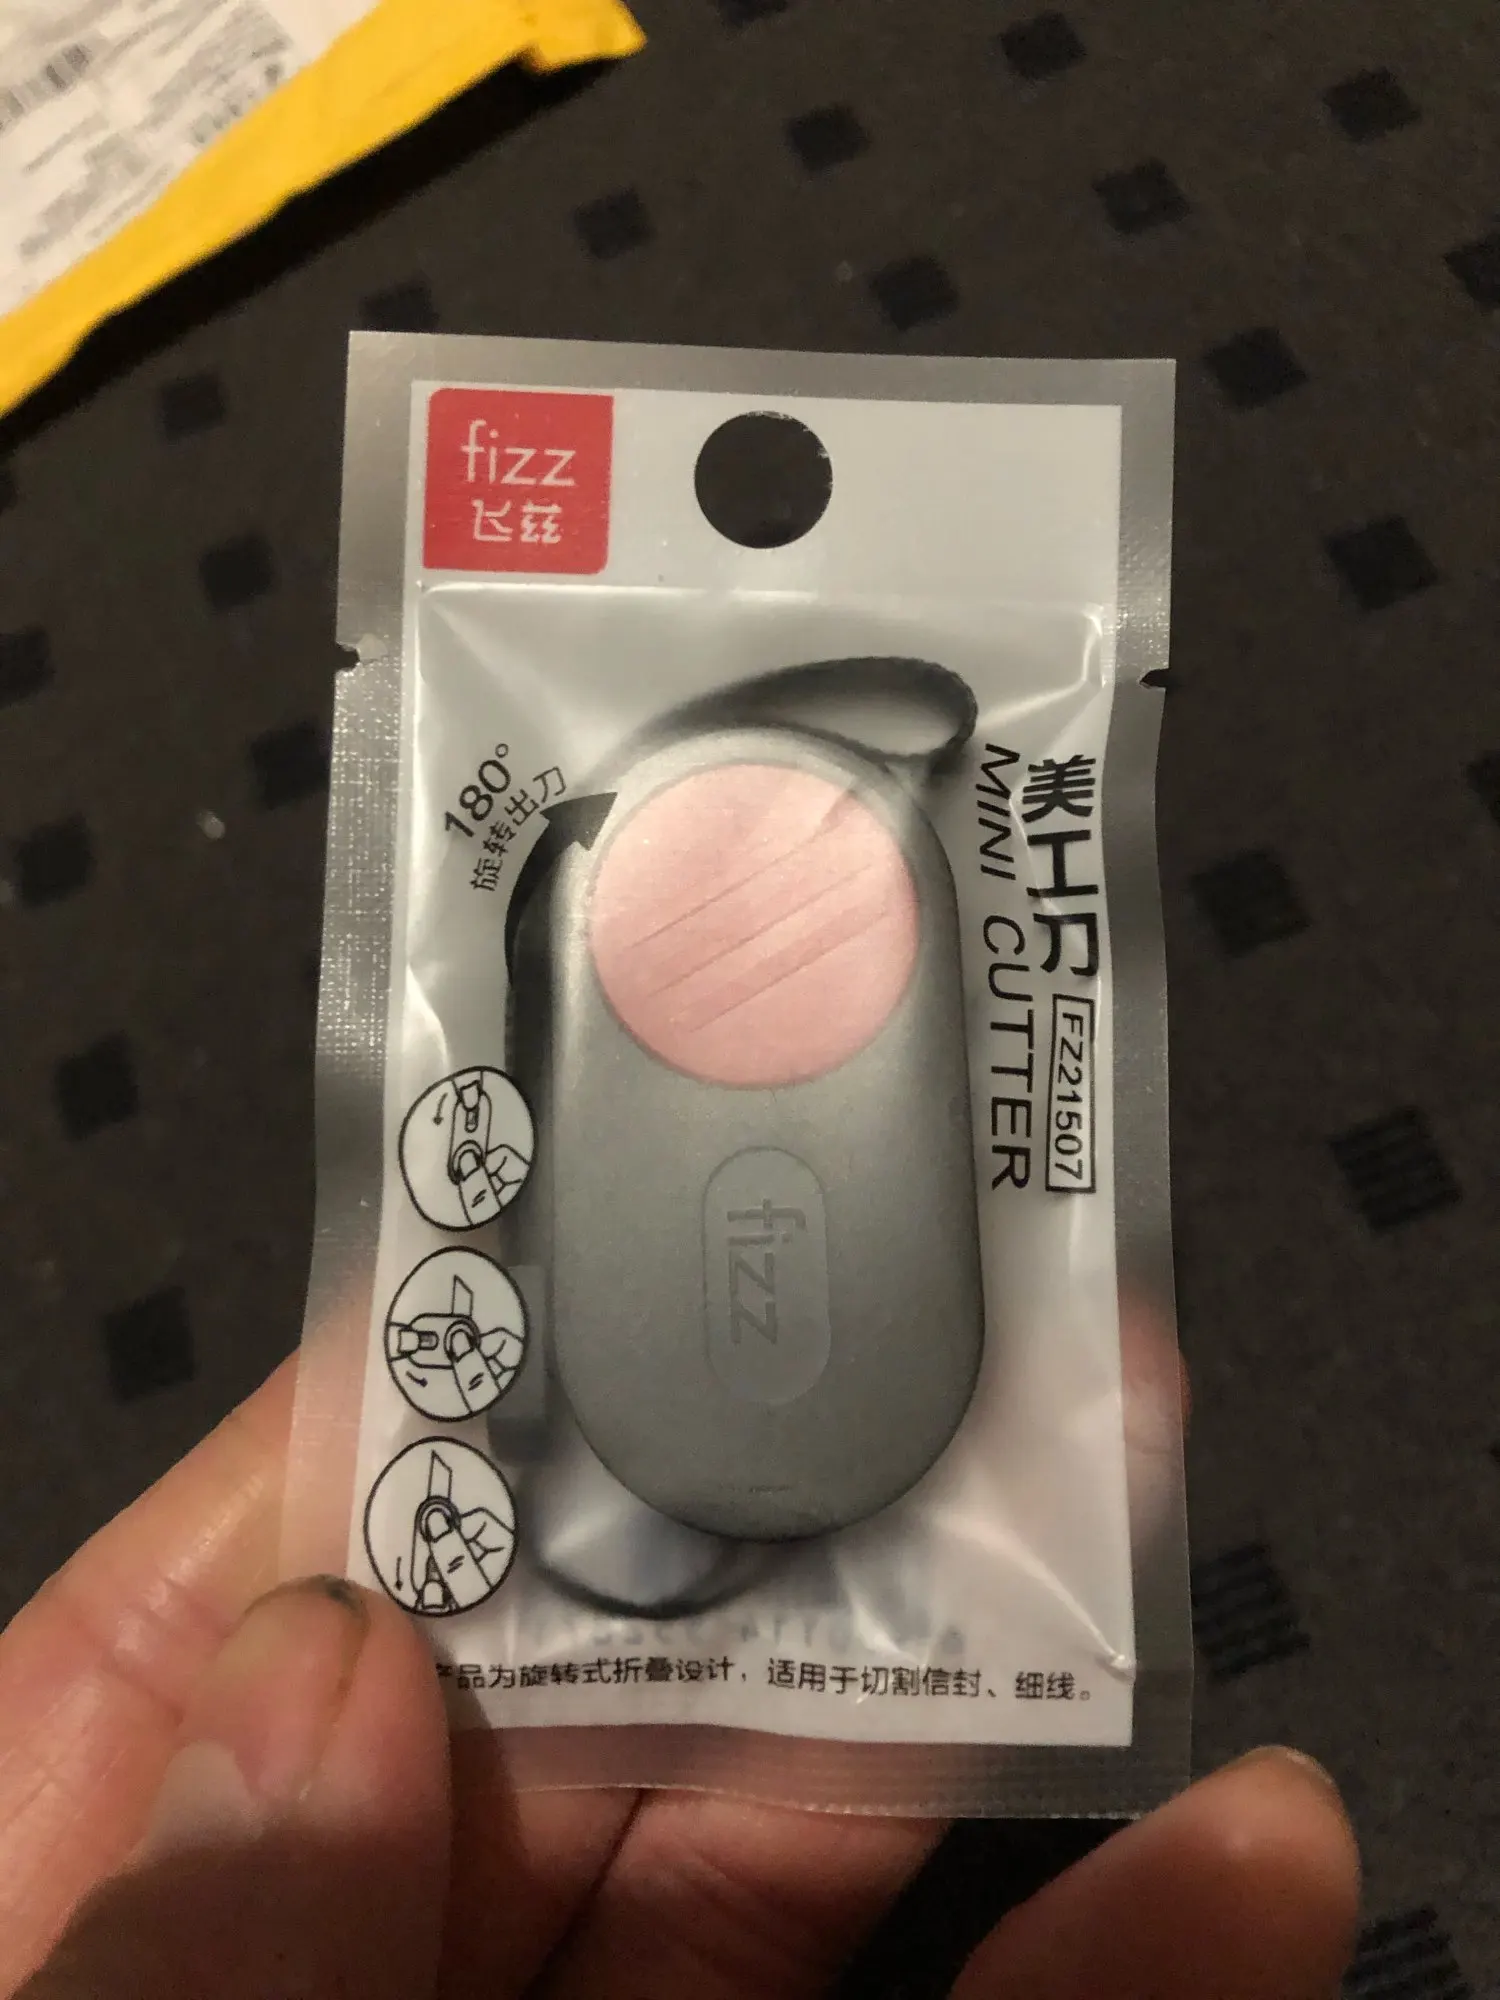 fizz
飞兹
180°
旋转出刀
美工刀 FZ21507
MINI CUTTER
fizz
品为旋转式折叠设计，适用于切割信封、细线。